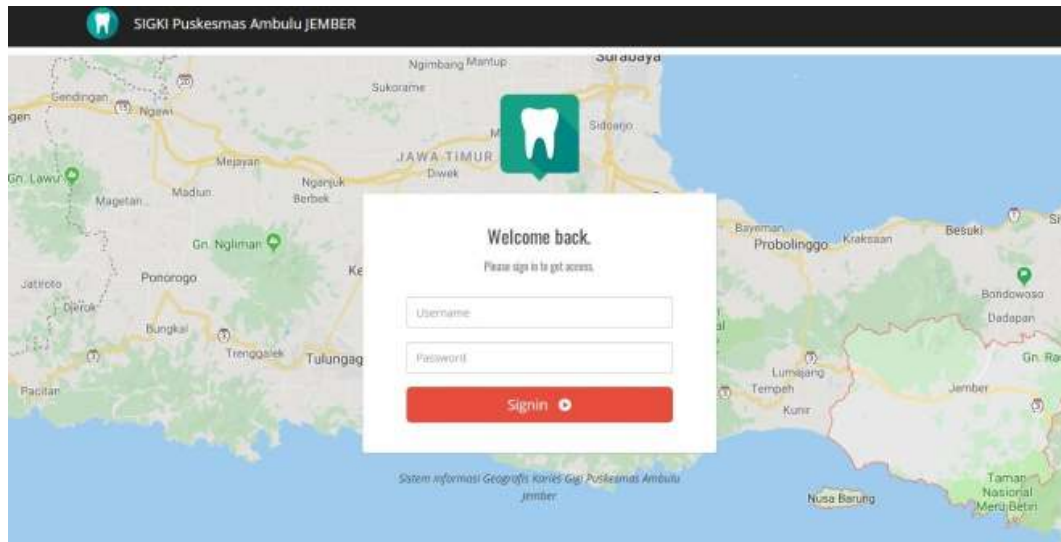 SIGKI Puskesmas Ambulu JEMBER
Ngimbang Mantup
Surabaya
Sukorame
Gendingan
Ngawi
Sidoarjo
JAWA TIMUR
Mejayan
Diwek
Gn. Lawu
Nganjuk
Madiun
Magetan
Berbek
Welcome back.
Bayeman
Probolinggo
Kraksaan
Besuki
Gn. Ngliman
Please sign in to get access.
Jatiroto
Ponorogo
Bondowoso
Djerok
Username
Dadapan
Bungkal
Trenggalek
Tulungag
Password
Lumajang
Gn. Ra
Pacitan
Tempeh
Jember
Signin
Kunir
Sistem Informasi Geografis Karies Gigi Puskesmas Ambulu
Jember
Nusa Barung
Taman
Nasional
Meru Betiri